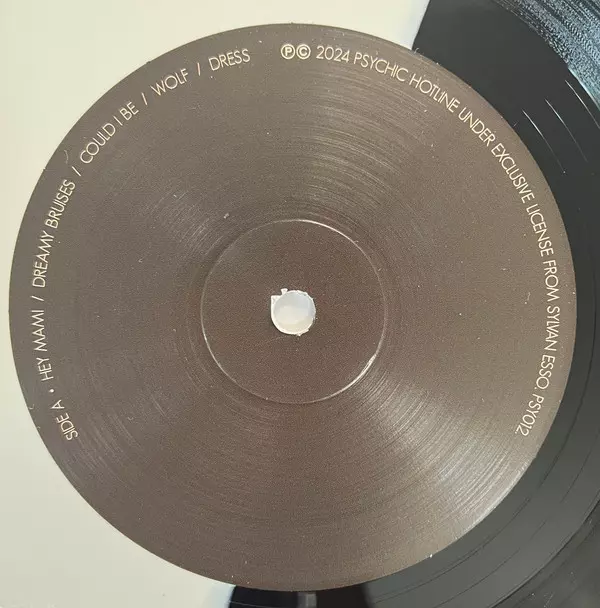 SIDE A • HEY MAMI / DREAMY BRUISES / COULD I BE / WOLF / DRESS
ⓅⒸ 2024 PSYCHIC HOTLINE UNDER EXCLUSIVE LICENSE FROM SYLVAN ESSO. PSY012